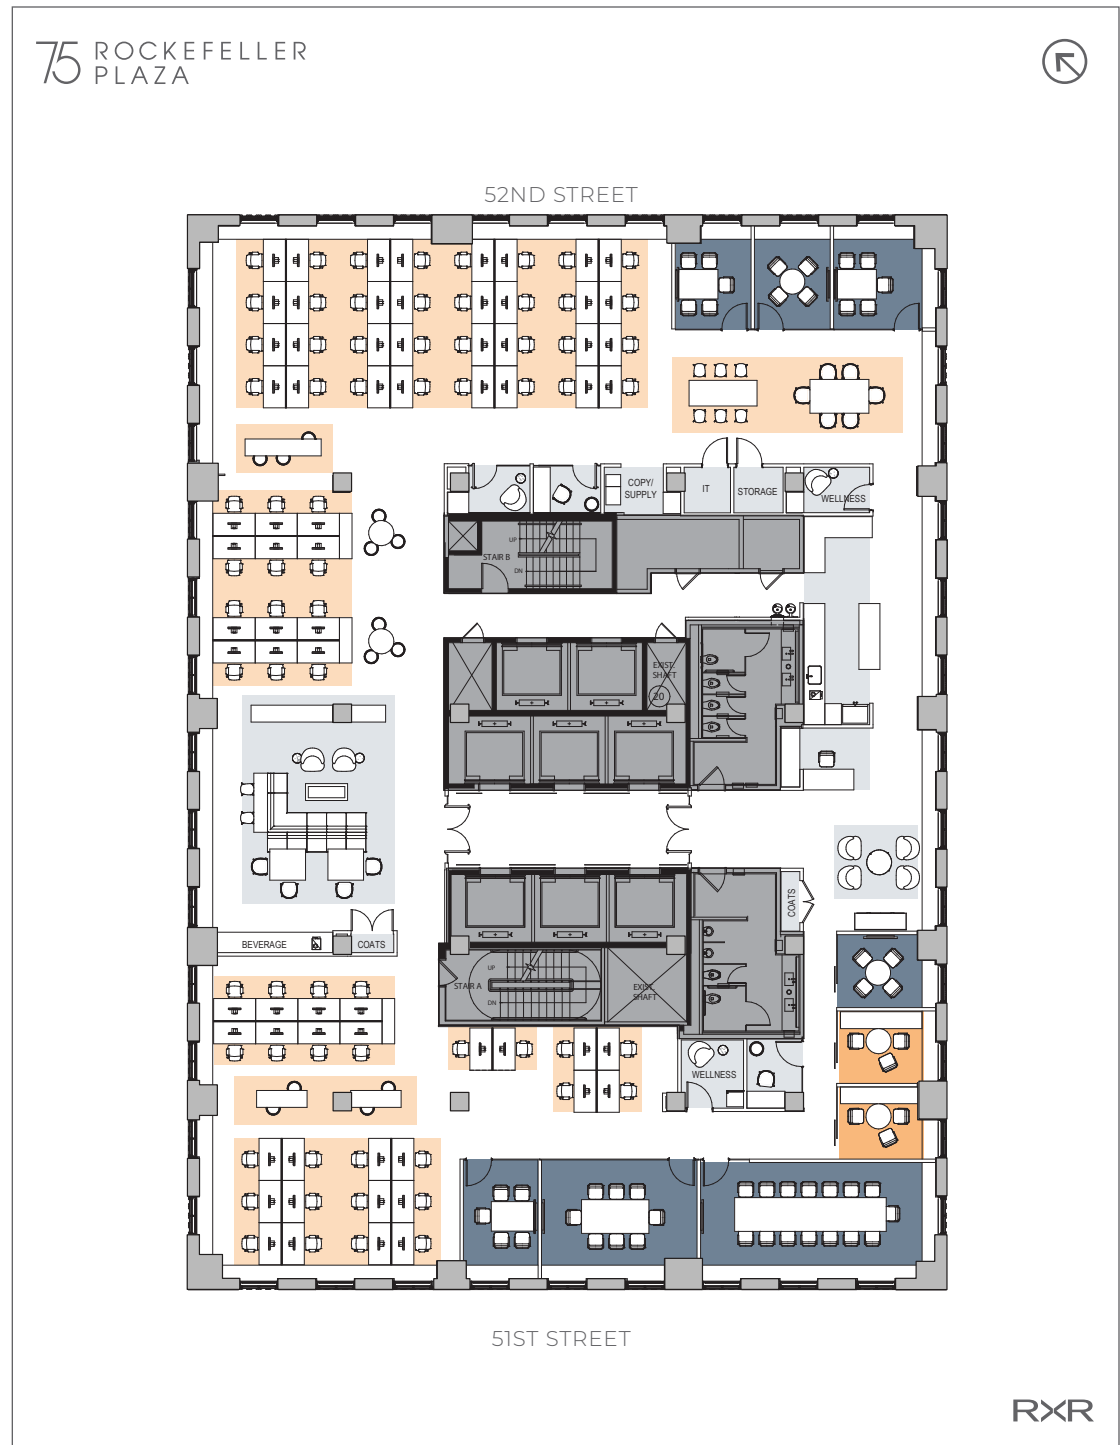 75 ROCKEFELLER
PLAZA
52ND STREET
COPY/
SUPPLY
IT
STORAGE
WELLNESS
UP
STAIR B
DN
EXIST.
SHAFT
20
COATS
BEVERAGE
COATS
UP
STAIR A
DN
EXIST.
SHAFT
WELLNESS
51ST STREET
RXR